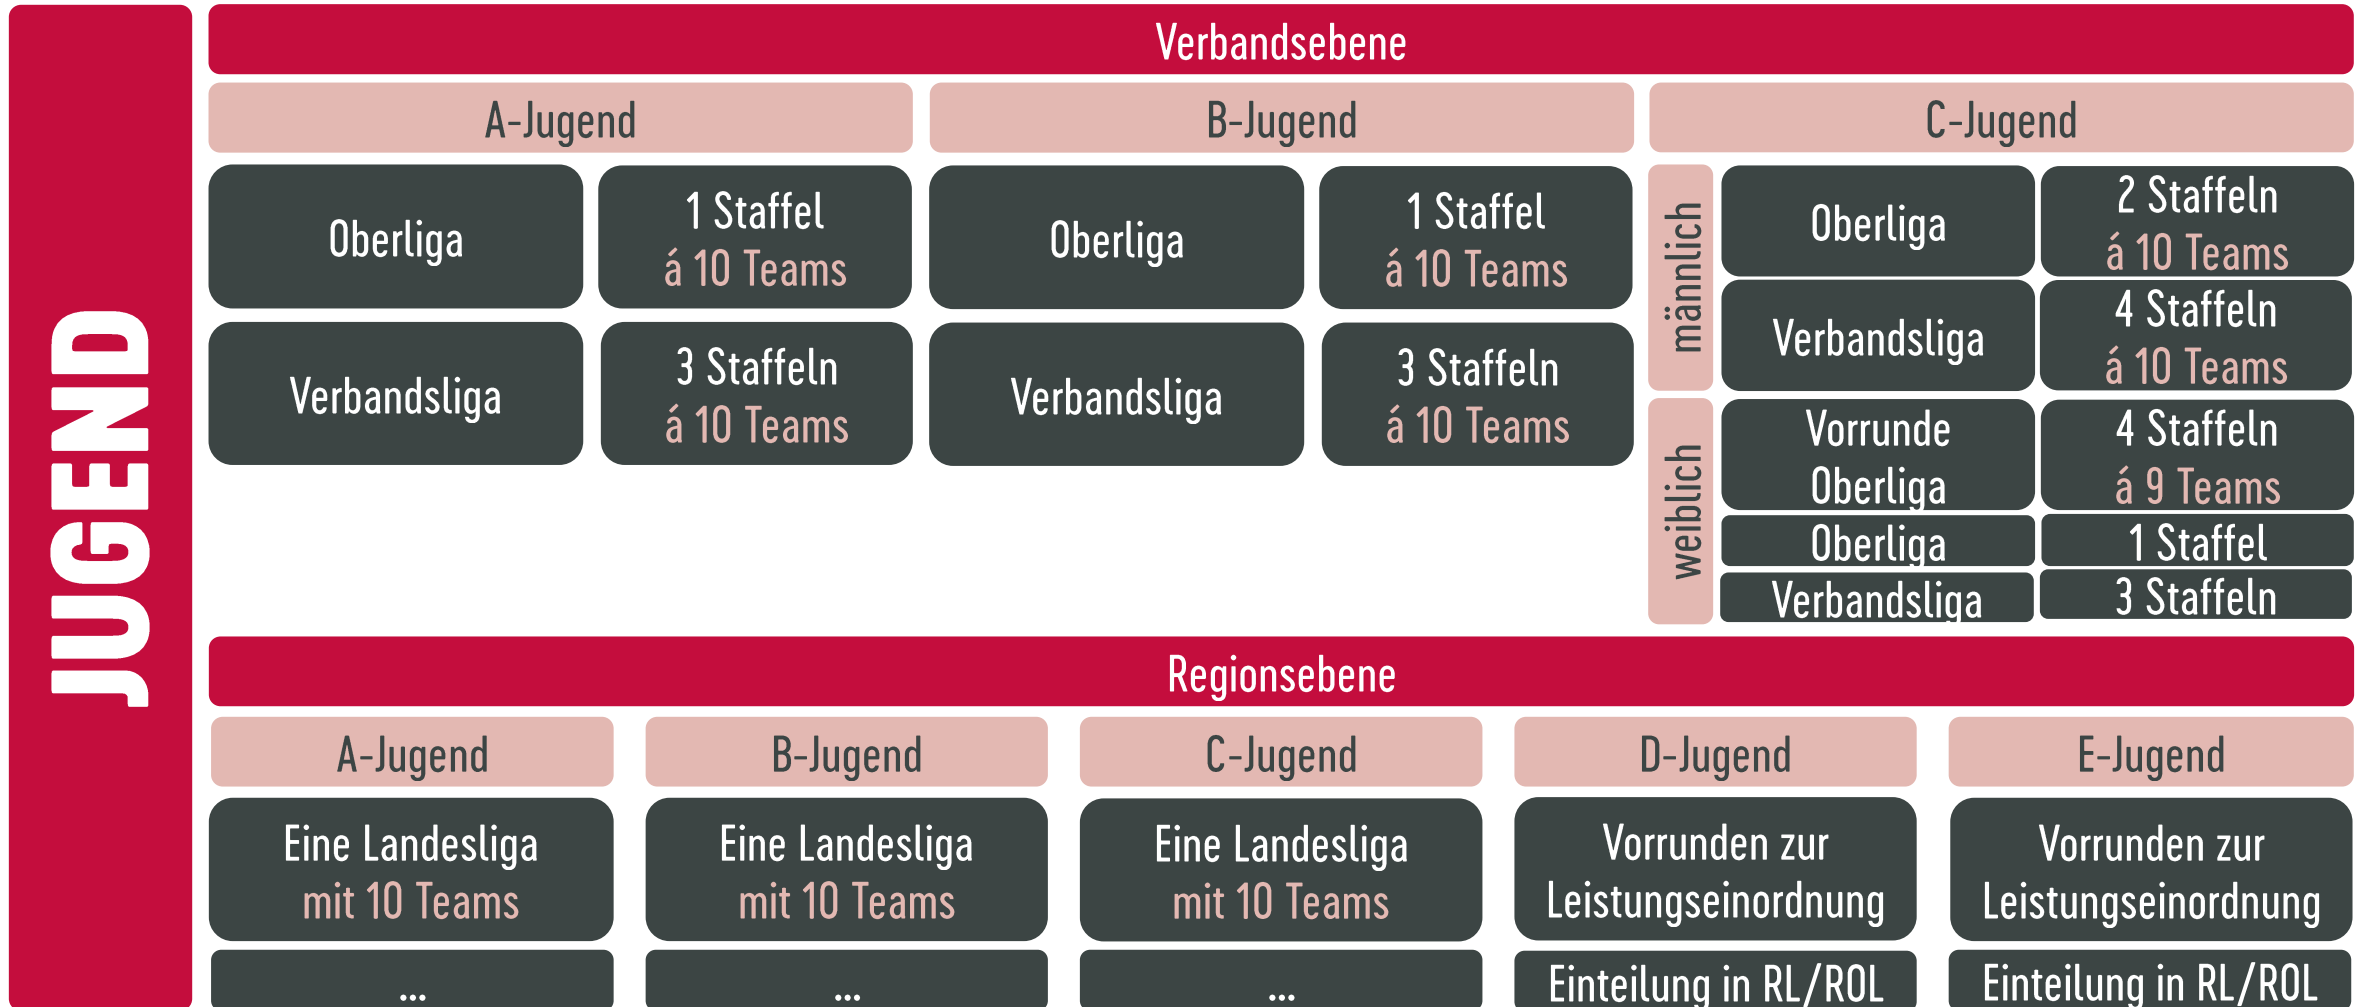 JUGEND
Verbandsebene
A-Jugend
Oberliga
1 Staffel
á 10 Teams
Verbandsliga
3 Staffeln
á 10 Teams
B-Jugend
Oberliga
1 Staffel
á 10 Teams
Verbandsliga
3 Staffeln
á 10 Teams
C-Jugend
männlich
Oberliga
2 Staffeln
á 10 Teams
Verbandsliga
4 Staffeln
á 10 Teams
weiblich
Vorrunde
Oberliga
4 Staffeln
á 9 Teams
Oberliga
1 Staffel
Verbandsliga
3 Staffeln
Regionsebene
A-Jugend
Eine Landesliga
mit 10 Teams
...
B-Jugend
Eine Landesliga
mit 10 Teams
...
C-Jugend
Eine Landesliga
mit 10 Teams
...
D-Jugend
Vorrunden zur
Leistungseinordnung
Einteilung in RL/ROL
E-Jugend
Vorrunden zur
Leistungseinordnung
Einteilung in RL/ROL